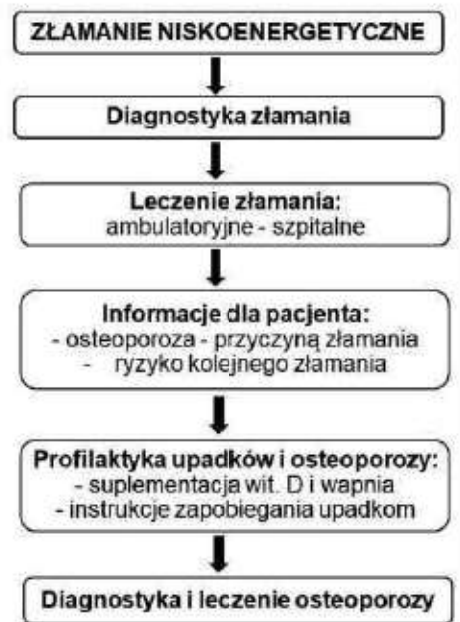 ZŁAMANIE NISKOENERGETYCZNE
Diagnostyka złamania
Leczenie złamania:
ambulatoryjne - szpitalne
Informacje dla pacjenta:
- osteoporoza - przyczyną złamania
- ryzyko kolejnego złamania
Profilaktyka upadków i osteoporozy:
- suplementacja wit. D i wapnia
- instrukcje zapobiegania upadkom
Diagnostyka i leczenie osteoporozy